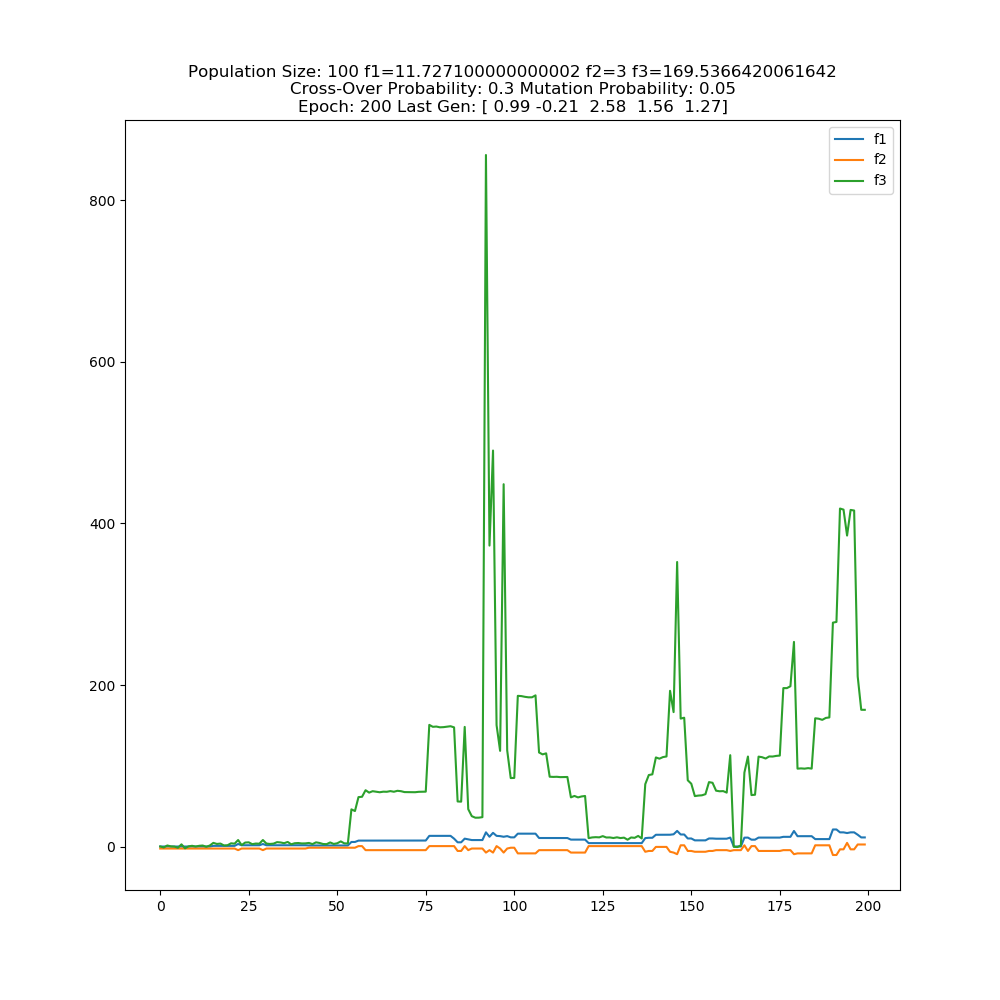 Population Size: 100 f1=11.727100000000002 f2=3 f3=169.5366420061642
Cross-Over Probability: 0.3 Mutation Probability: 0.05
Epoch: 200 Last Gen: [ 0.99 -0.21  2.58  1.56  1.27]
f1
f2
f3
800
600
400
200
0
0 25 50 75 100 125 150 175 200